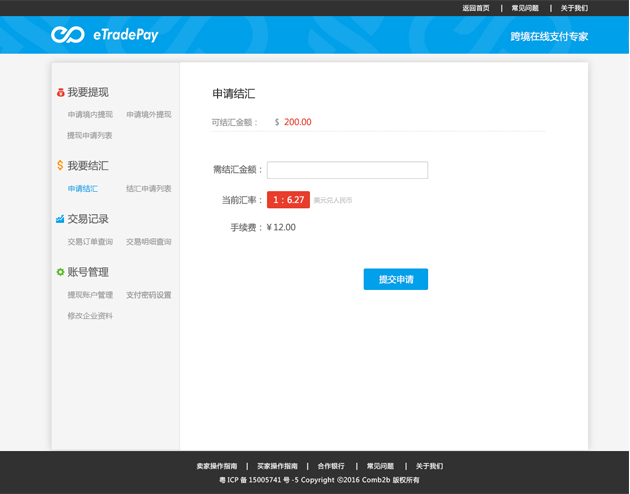 返回首页 | 常见问题 | 关于我们
eTradePay
跨境在线支付专家
我要提现
申请境内提现 申请境外提现
提现申请列表
我要结汇
申请结汇 结汇申请列表
交易记录
交易订单查询 交易明细查询
账号管理
提现账户管理 支付密码设置
修改企业资料
申请结汇
可结汇金额： $ 200.00
需结汇金额：
当前汇率： 1：6.27 美元兑人民币
手续费： ¥ 12.00
提交申请
卖家操作指南 | 买家操作指南 | 合作银行 | 常见问题 | 关于我们
粤 ICP 备 15005741 号 -5 Copyright ©2016 Comb2b 版权所有